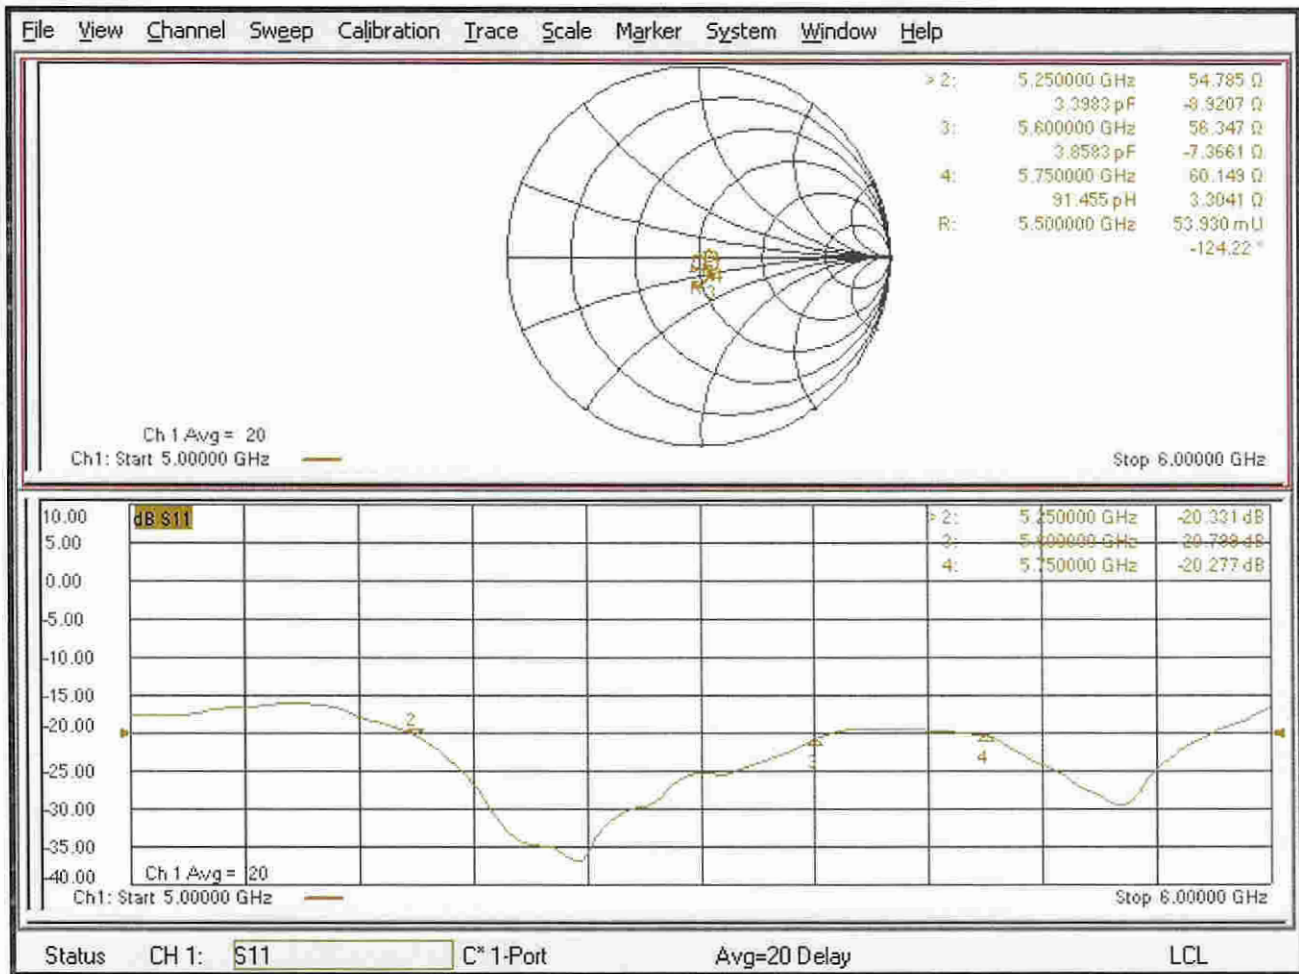 File View Channel Sweep Calibration Trace Scale Marker System Window Help
> 2: 5.250000 GHz 54.785 Ω
3.3983 pF -8.9207 Ω
3: 5.600000 GHz 56.347 Ω
3.8583 pF -7.3661 Ω
4: 5.750000 GHz 60.149 Ω
91.455 pH 3.3041 Ω
R: 5.500000 GHz 53.930 mU
-124.22 °
R 3 4
Ch 1 Avg = 20
Ch1: Start 5.00000 GHz Stop 6.00000 GHz
10.00 dB S11 > 2: 5.250000 GHz -20.331 dB
5.00 3: 5.600000 GHz
4: 5.750000 GHz -20.277 dB
0.00
-5.00
-10.00
-15.00
-20.00 2
-25.00 3 4
-30.00
-35.00
-40.00 Ch 1 Avg = 20
Ch1: Start 5.00000 GHz Stop 6.00000 GHz
Status CH 1: S11 C* 1-Port Avg=20 Delay LCL